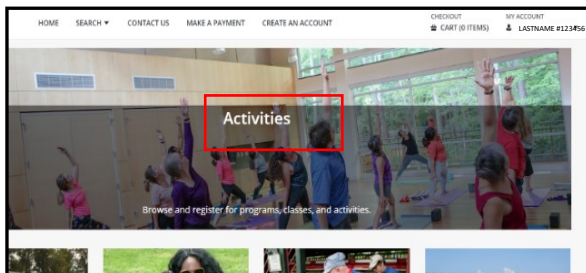 HOME SEARCH ▼ CONTACT US MAKE A PAYMENT CREATE AN ACCOUNT
CHECKOUT
CART (0 ITEMS)
MY ACCOUNT
LASTNAME #123456
Activities
Browse and register for programs, classes, and activities.